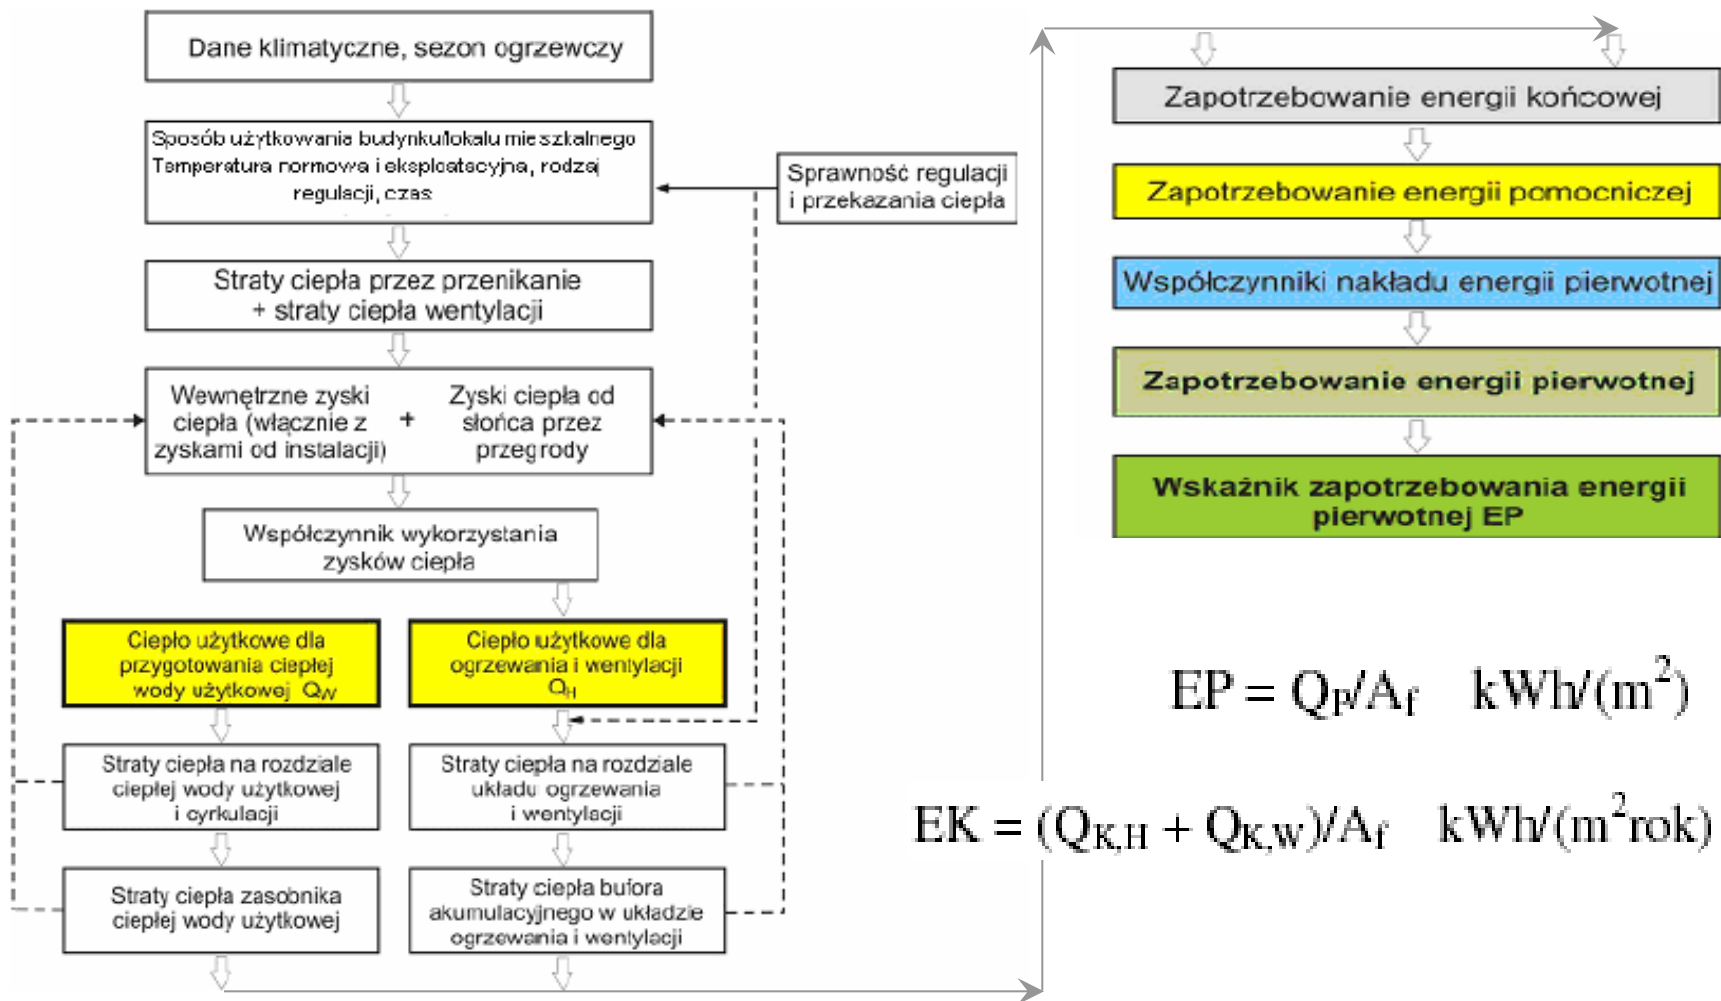 Dane klimatyczne, sezon ogrzewczy
Sposób użytkowania budynku/lokalu mieszkalnego
Temperatura normowa i eksploatacyjna, rodzaj
regulacji, czas
Sprawność regulacji
i przekazania ciepła
Straty ciepła przez przenikanie
+ straty ciepła wentylacji
Wewnętrzne zyski
ciepła (włącznie z
zyskami od instalacji)
+
Zyski ciepła od
słońca przez
przegrody
Współczynnik wykorzystania
zysków ciepła
Ciepło użytkowe dla
przygotowania ciepłej
wody użytkowej QW
Ciepło użytkowe dla
ogrzewania i wentylacji
QH
Straty ciepła na rozdziale
ciepłej wody użytkowej
i cyrkulacji
Straty ciepła na rozdziale
układu ogrzewania
i wentylacji
Straty ciepła zasobnika
ciepłej wody użytkowej
Straty ciepła bufora
akumulacyjnego w układzie
ogrzewania i wentylacji
Zapotrzebowanie energii końcowej
Zapotrzebowanie energii pomocniczej
Współczynniki nakładu energii pierwotnej
Zapotrzebowanie energii pierwotnej
Wskaźnik zapotrzebowania energii
pierwotnej EP
EP = QP/Af kWh/(m²)
EK = (QK,H + QK,W)/Af kWh/(m²rok)